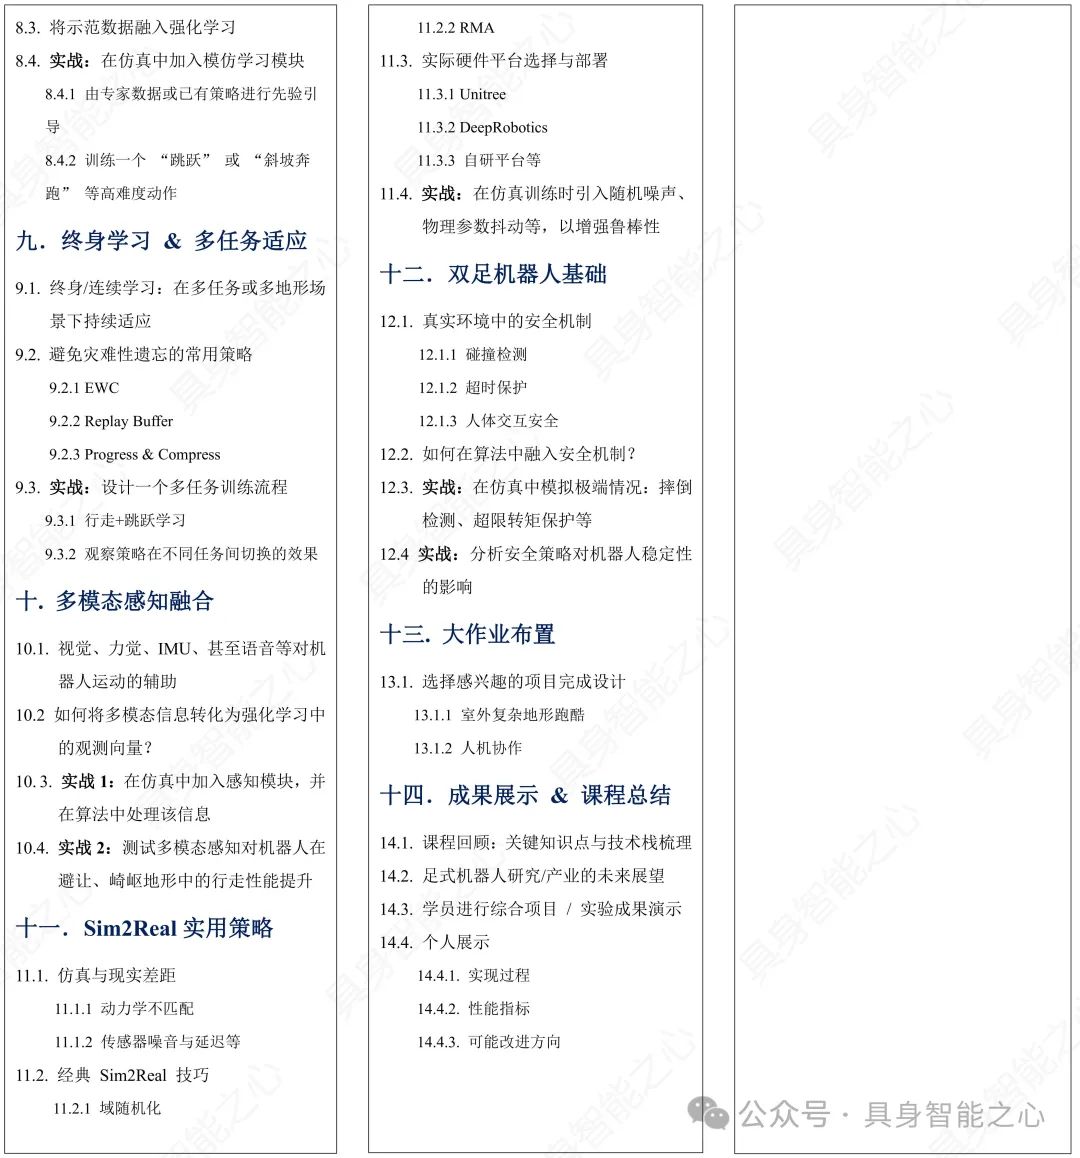 8.3. 将示范数据融入强化学习
8.4. 实战：在仿真中加入模仿学习模块
8.4.1 由专家数据或已有策略进行先验引
导
8.4.2 训练一个 “跳跃” 或 “斜坡奔
跑” 等高难度动作
九. 终身学习 & 多任务适应
9.1. 终身/连续学习：在多任务或多地形场
景下持续适应
9.2. 避免灾难性遗忘的常用策略
9.2.1 EWC
9.2.2 Replay Buffer
9.2.3 Progress & Compress
9.3. 实战：设计一个多任务训练流程
9.3.1 行走+跳跃学习
9.3.2 观察策略在不同任务间切换的效果
十. 多模态感知融合
10.1. 视觉、力觉、IMU、甚至语音等对机
器人运动的辅助
10.2 如何将多模态信息转化为强化学习中
的观测向量？
10. 3. 实战 1：在仿真中加入感知模块，并
在算法中处理该信息
10.4. 实战 2：测试多模态感知对机器人在
避让、崎岖地形中的行走性能提升
十一. Sim2Real 实用策略
11.1. 仿真与现实差距
11.1.1 动力学不匹配
11.1.2 传感器噪音与延迟等
11.2. 经典 Sim2Real 技巧
11.2.1 域随机化
11.2.2 RMA
11.3. 实际硬件平台选择与部署
11.3.1 Unitree
11.3.2 DeepRobotics
11.3.3 自研平台等
11.4. 实战：在仿真训练时引入随机噪声、
物理参数抖动等，以增强鲁棒性
十二. 双足机器人基础
12.1. 真实环境中的安全机制
12.1.1 碰撞检测
12.1.2 超时保护
12.1.3 人体交互安全
12.2. 如何在算法中融入安全机制？
12.3. 实战：在仿真中模拟极端情况：摔倒
检测、超限转矩保护等
12.4 实战：分析安全策略对机器人稳定性
的影响
十三. 大作业布置
13.1. 选择感兴趣的项目完成设计
13.1.1 室外复杂地形跑酷
13.1.2 人机协作
十四. 成果展示 & 课程总结
14.1. 课程回顾：关键知识点与技术栈梳理
14.2. 足式机器人研究/产业的未来展望
14.3. 学员进行综合项目 / 实验成果演示
14.4. 个人展示
14.4.1. 实现过程
14.4.2. 性能指标
14.4.3. 可能改进方向
公众号 · 具身智能之心